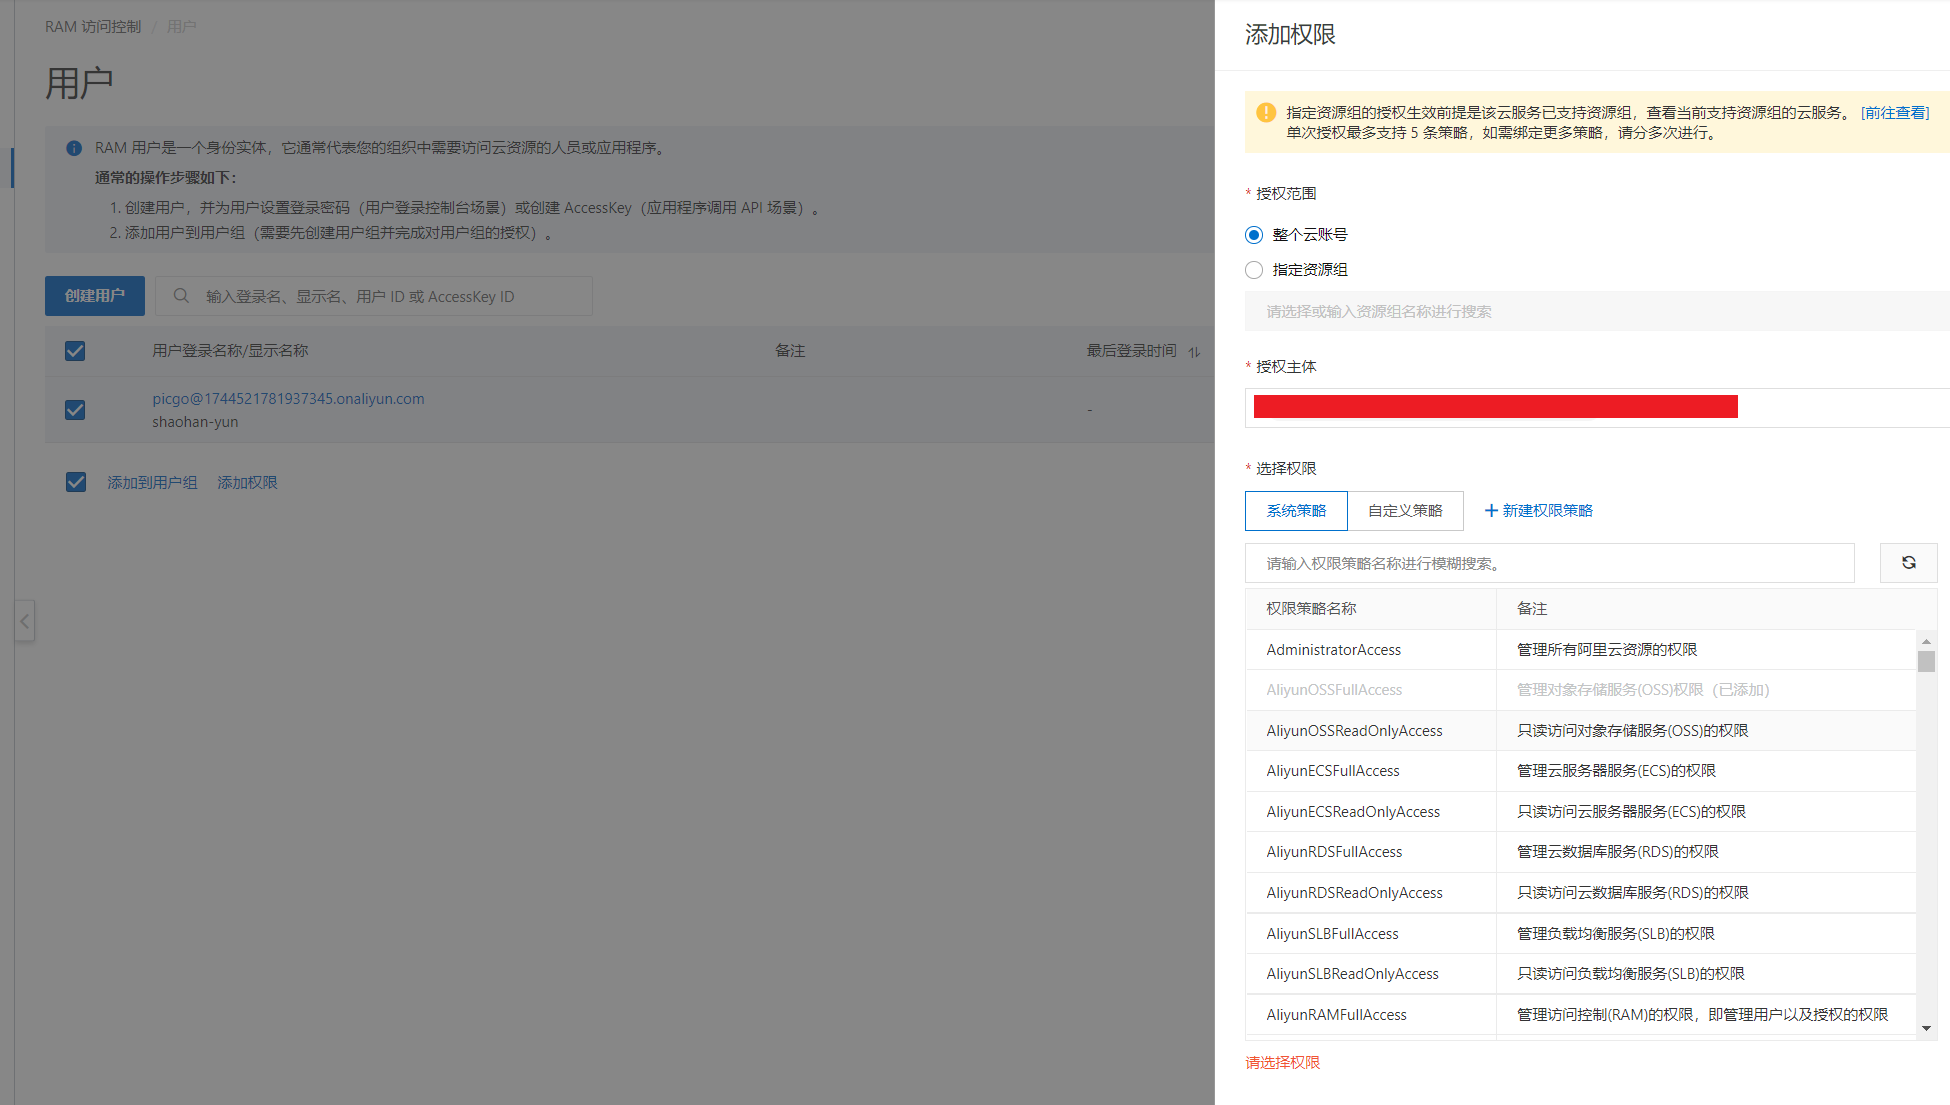 RAM 访问控制 / 用户
用户
RAM 用户是一个身份实体，它通常代表您的组织中需要访问云资源的人员或应用程序。
通常的操作步骤如下：
1. 创建用户，并为用户设置登录密码（用户登录控制台场景）或创建 AccessKey（应用程序调用 API 场景）。
2. 添加用户到用户组（需要先创建用户组并完成对用户组的授权）。
创建用户 输入登录名、显示名、用户 ID 或 AccessKey ID
用户登录名称/显示名称 备注 最后登录时间
picgo@1744521781937345.onaliyun.com
shaohan-yun
-
添加到用户组 添加权限
添加权限
指定资源组的授权生效前提是该云服务已支持资源组，查看当前支持资源组的云服务。 [前往查看]
单次授权最多支持 5 条策略，如需绑定更多策略，请分多次进行。
* 授权范围
整个云账号
指定资源组
请选择或输入资源组名称进行搜索
* 授权主体
* 选择权限
系统策略 自定义策略 + 新建权限策略
请输入权限策略名称进行模糊搜索。
权限策略名称 备注
AdministratorAccess 管理所有阿里云资源的权限
AliyunOSSFullAccess 管理对象存储服务(OSS)权限（已添加）
AliyunOSSReadOnlyAccess 只读访问对象存储服务(OSS)的权限
AliyunECSFullAccess 管理云服务器服务(ECS)的权限
AliyunECSReadOnlyAccess 只读访问云服务器服务(ECS)的权限
AliyunRDSFullAccess 管理云数据库服务(RDS)的权限
AliyunRDSReadOnlyAccess 只读访问云数据库服务(RDS)的权限
AliyunSLBFullAccess 管理负载均衡服务(SLB)的权限
AliyunSLBReadOnlyAccess 只读访问负载均衡服务(SLB)的权限
AliyunRAMFullAccess 管理访问控制(RAM)的权限，即管理用户以及授权的权限
请选择权限